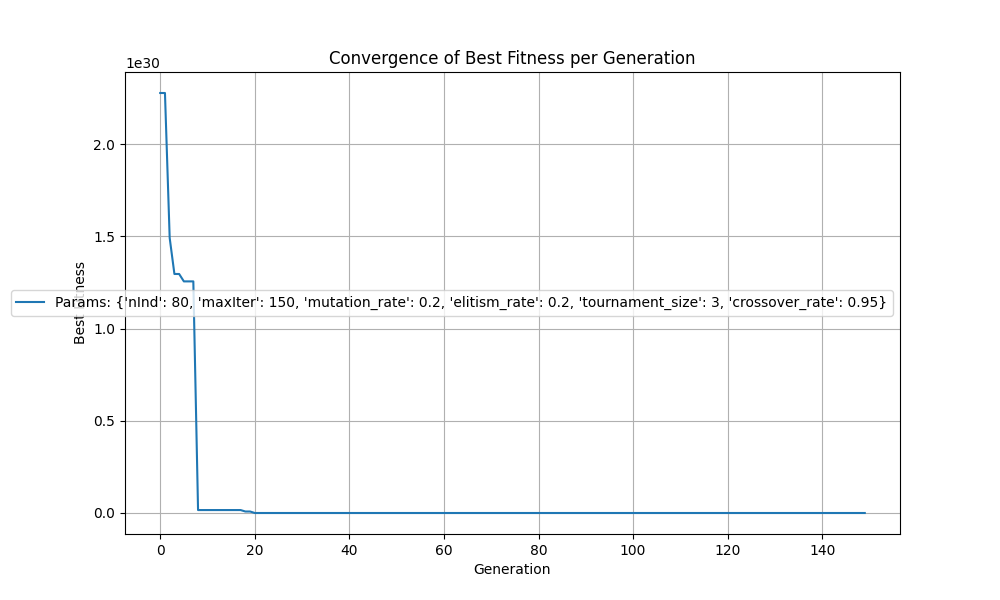 Convergence of Best Fitness per Generation
1e30
2.0
1.5
1.0
0.5
0.0
Best Fitness
Params: {'nInd': 80, 'maxIter': 150, 'mutation_rate': 0.2, 'elitism_rate': 0.2, 'tournament_size': 3, 'crossover_rate': 0.95}
0 20 40 60 80 100 120 140
Generation